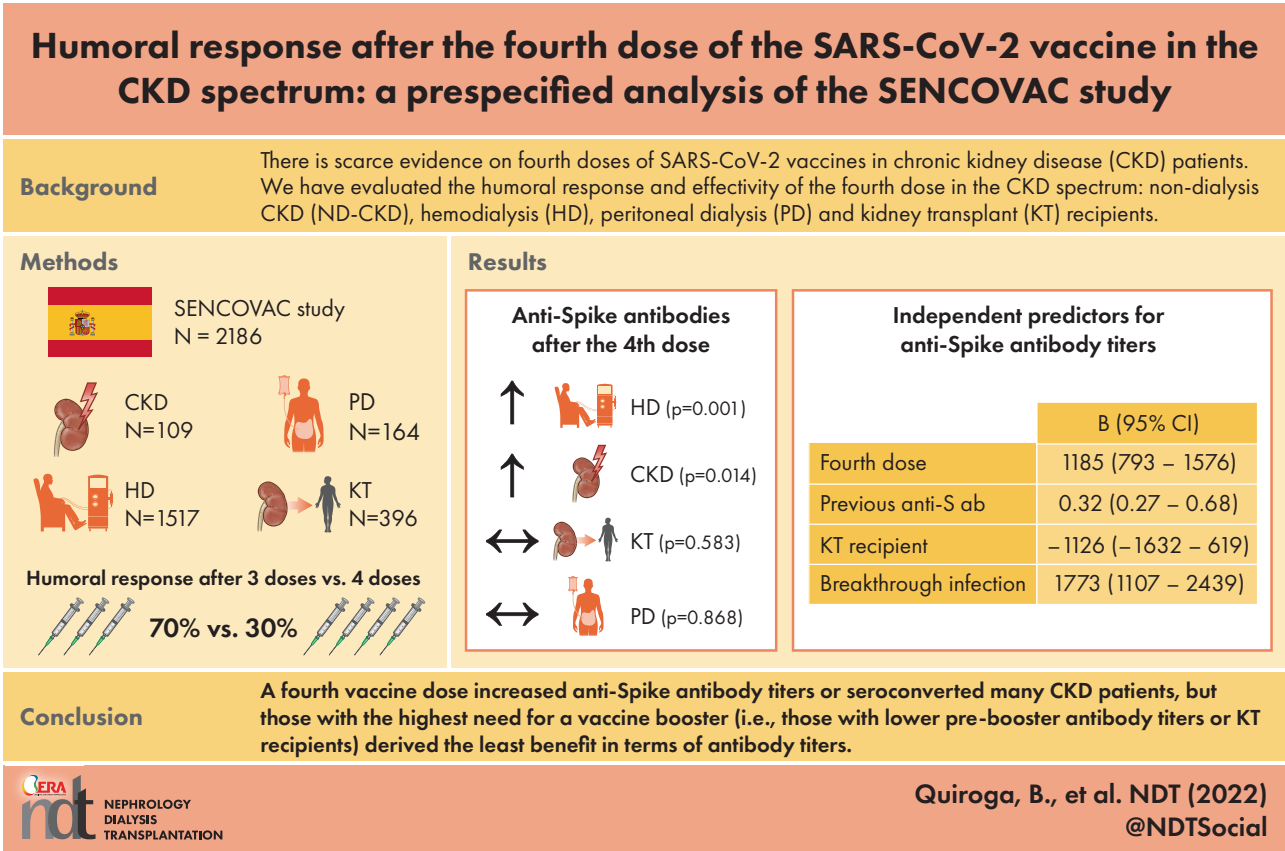 Humoral response after the fourth dose of the SARS-CoV-2 vaccine in the
CKD spectrum: a prespecified analysis of the SENCOVAC study
Background
There is scarce evidence on fourth doses of SARS-CoV-2 vaccines in chronic kidney disease (CKD) patients.
We have evaluated the humoral response and effectivity of the fourth dose in the CKD spectrum: non-dialysis
CKD (ND-CKD), hemodialysis (HD), peritoneal dialysis (PD) and kidney transplant (KT) recipients.
Methods
SENCOVAC study
N = 2186
CKD
N=109
PD
N=164
HD
N=1517
KT
N=396
Humoral response after 3 doses vs. 4 doses
70% vs. 30%
Results
Anti-Spike antibodies
after the 4th dose
HD (p=0.001)
CKD (p=0.014)
KT (p=0.583)
PD (p=0.868)
Independent predictors for
anti-Spike antibody titers
B (95% CI)
Fourth dose 1185 (793 – 1576)
Previous anti-S ab 0.32 (0.27 – 0.68)
KT recipient –1126 (–1632 – 619)
Breakthrough infection 1773 (1107 – 2439)
Conclusion
A fourth vaccine dose increased anti-Spike antibody titers or seroconverted many CKD patients, but
those with the highest need for a vaccine booster (i.e., those with lower pre-booster antibody titers or KT
recipients) derived the least benefit in terms of antibody titers.
ERA
ndt
NEPHROLOGY
DIALYSIS
TRANSPLANTATION
Quiroga, B., et al. NDT (2022)
@NDTSocial